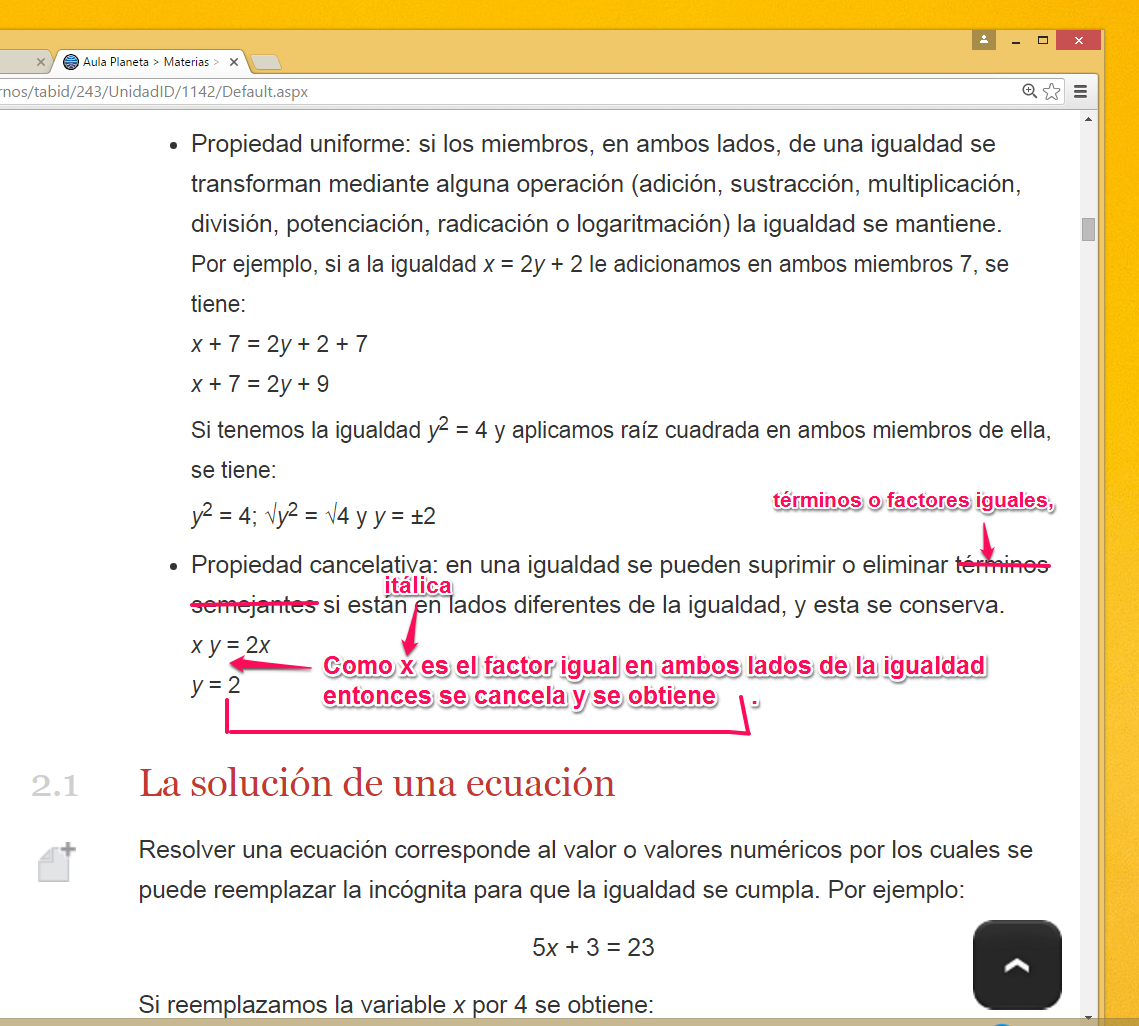 Aula Planeta > Materias >
rnos/tabid/243/UnidadID/1142/Default.aspx
• Propiedad uniforme: si los miembros, en ambos lados, de una igualdad se
transforman mediante alguna operación (adición, sustracción, multiplicación,
división, potenciación, radicación o logaritmación) la igualdad se mantiene.
Por ejemplo, si a la igualdad x = 2y + 2 le adicionamos en ambos miembros 7, se
tiene:
x + 7 = 2y + 2 + 7
x + 7 = 2y + 9
Si tenemos la igualdad y² = 4 y aplicamos raíz cuadrada en ambos miembros de ella,
se tiene:
y² = 4; √y² = √4 y y = ±2
términos o factores iguales,
• Propiedad cancelativa: en una igualdad se pueden suprimir o eliminar términos
semejantes si están en lados diferentes de la igualdad, y esta se conserva.
itálica
x y = 2x
Como x es el factor igual en ambos lados de la igualdad
entonces se cancela y se obtiene .
y = 2
2.1 La solución de una ecuación
Resolver una ecuación corresponde al valor o valores numéricos por los cuales se
puede reemplazar la incógnita para que la igualdad se cumpla. Por ejemplo:
5x + 3 = 23
Si reemplazamos la variable x por 4 se obtiene: